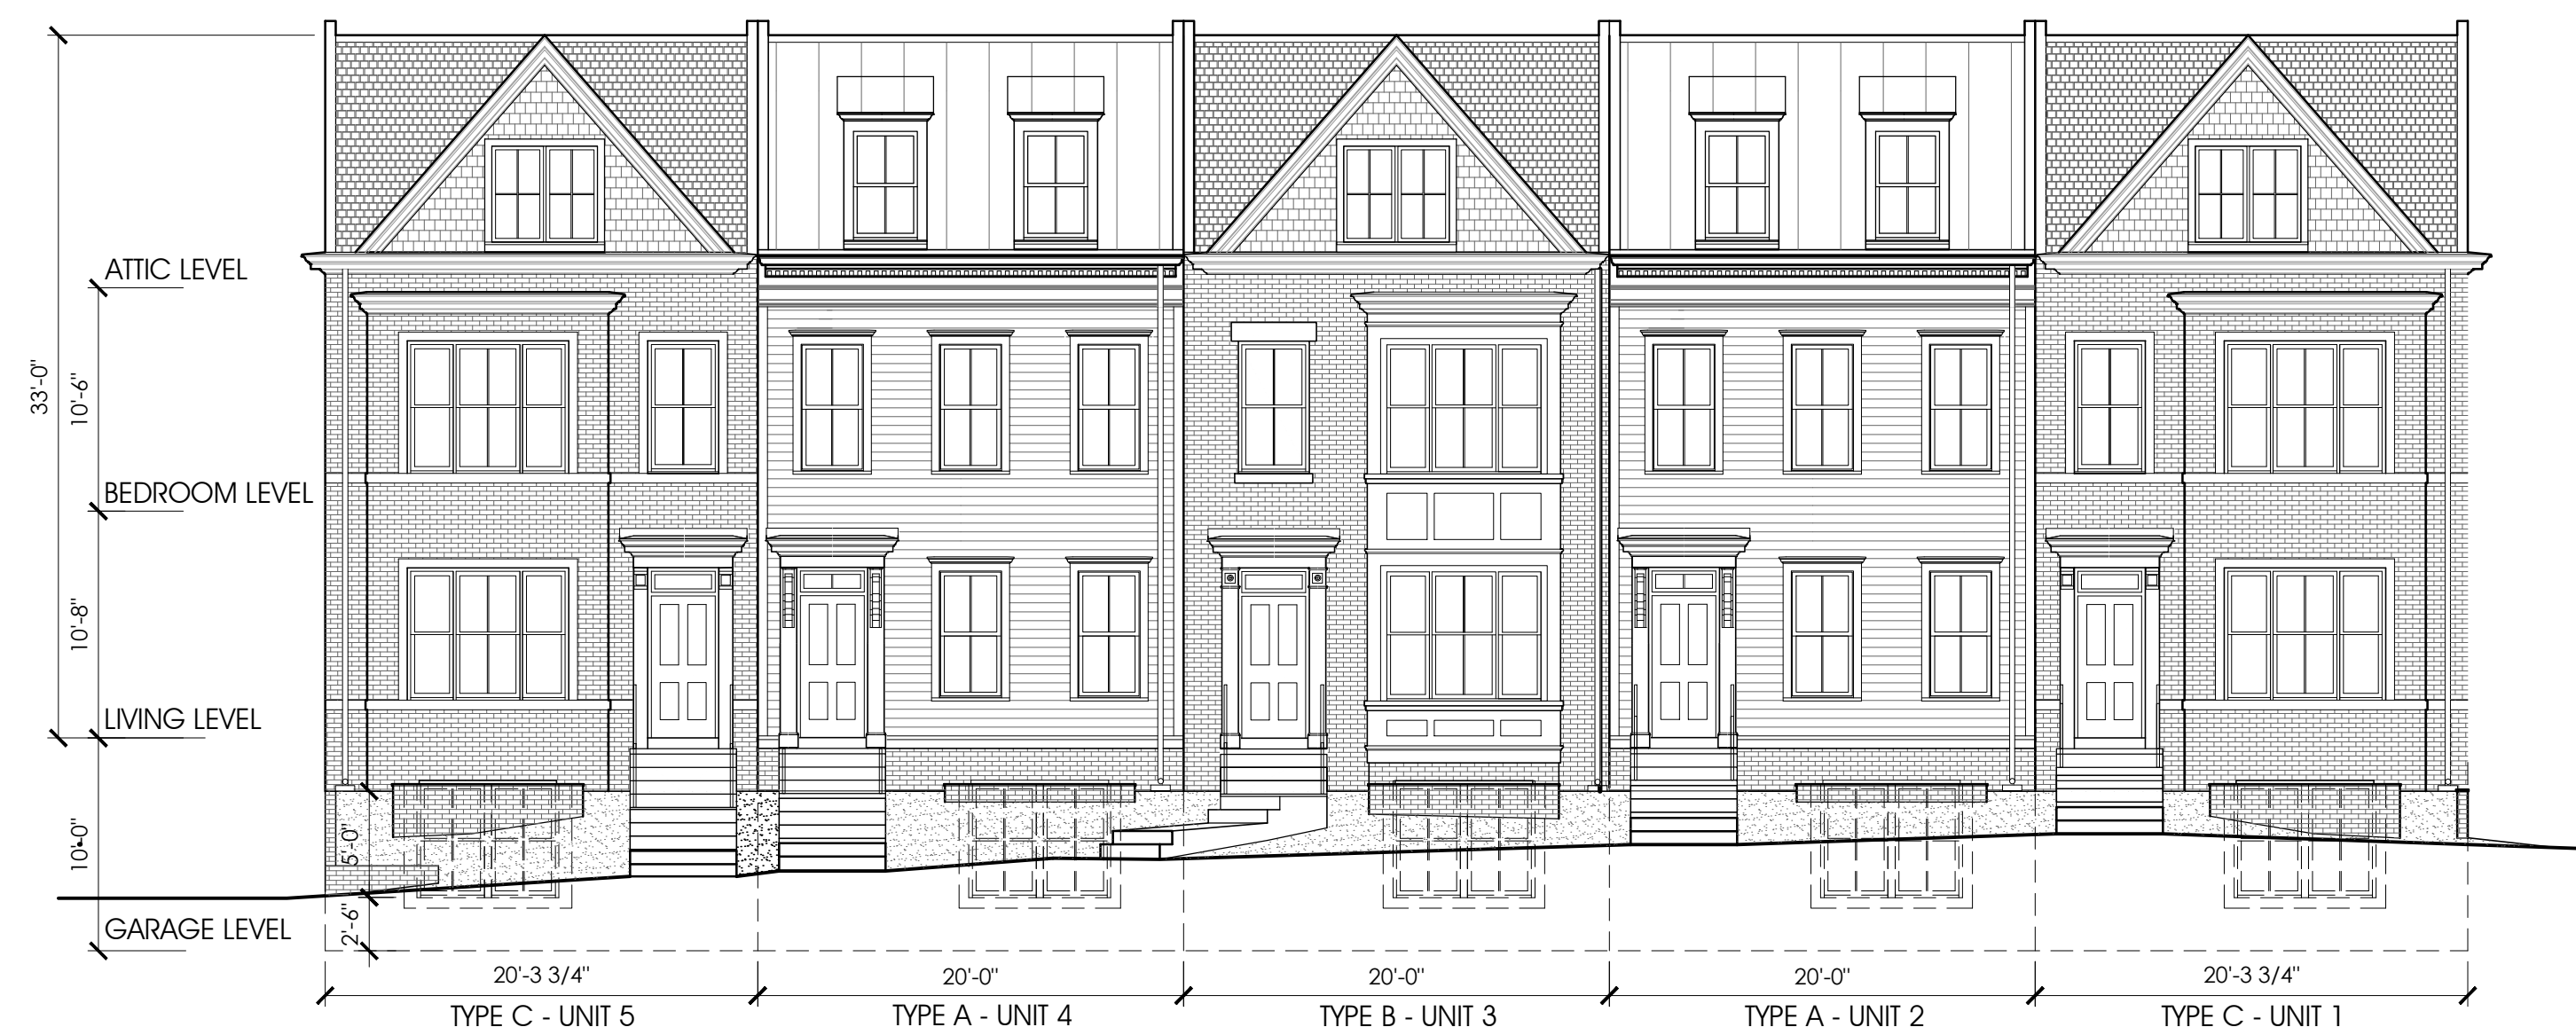 33'-0"
ATTIC LEVEL
10'-6"
BEDROOM LEVEL
10'-8"
LIVING LEVEL
10'-0"
5'-0"
GARAGE LEVEL
2'-6"
20'-3 3/4"
20'-0"
20'-0"
20'-0"
20'-3 3/4"
TYPE C - UNIT 5
TYPE A - UNIT 4
TYPE B - UNIT 3
TYPE A - UNIT 2
TYPE C - UNIT 1